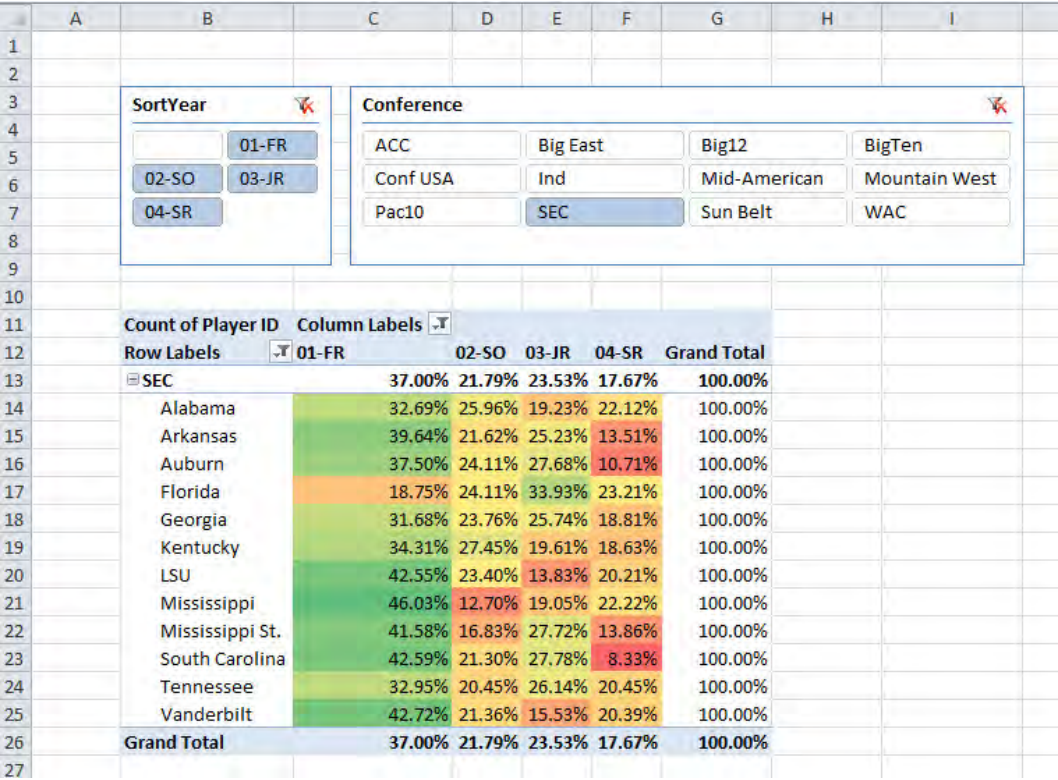 A B C D E F G H I
1
2
3 SortYear Conference
4 01-FR ACC Big East Big12 BigTen
5
6 02-SO 03-JR Conf USA Ind Mid-American Mountain West
7 04-SR Pac10 SEC Sun Belt WAC
8
9
10
11 Count of Player ID Column Labels
12 Row Labels 01-FR 02-SO 03-JR 04-SR Grand Total
13 SEC 37.00% 21.79% 23.53% 17.67% 100.00%
14 Alabama 32.69% 25.96% 19.23% 22.12% 100.00%
15 Arkansas 39.64% 21.62% 25.23% 13.51% 100.00%
16 Auburn 37.50% 24.11% 27.68% 10.71% 100.00%
17 Florida 18.75% 24.11% 33.93% 23.21% 100.00%
18 Georgia 31.68% 23.76% 25.74% 18.81% 100.00%
19 Kentucky 34.31% 27.45% 19.61% 18.63% 100.00%
20 LSU 42.55% 23.40% 13.83% 20.21% 100.00%
21 Mississippi 46.03% 12.70% 19.05% 22.22% 100.00%
22 Mississippi St. 41.58% 16.83% 27.72% 13.86% 100.00%
23 South Carolina 42.59% 21.30% 27.78% 8.33% 100.00%
24 Tennessee 32.95% 20.45% 26.14% 20.45% 100.00%
25 Vanderbilt 42.72% 21.36% 15.53% 20.39% 100.00%
26 Grand Total 37.00% 21.79% 23.53% 17.67% 100.00%
27